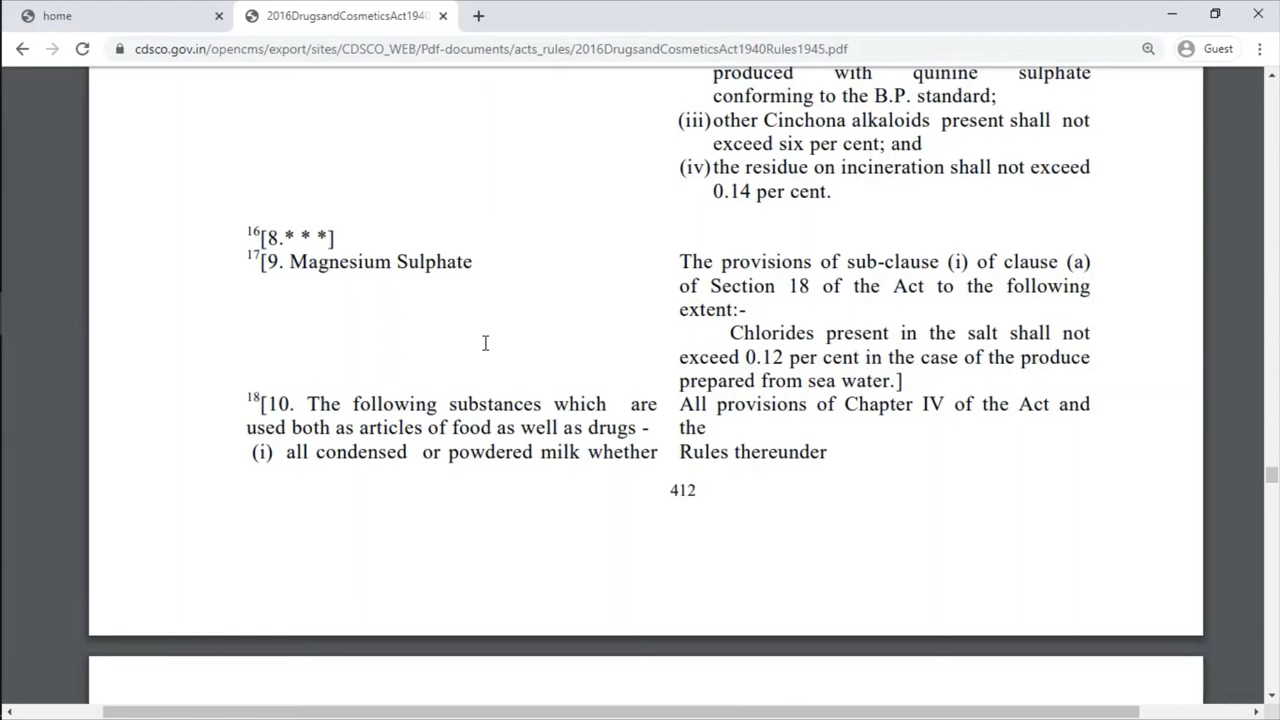 home
2016DrugsandCosmeticsAct1940
cdsco.gov.in/opencms/export/sites/CDSCO_WEB/Pdf-documents/acts_rules/2016DrugsandCosmeticsAct1940Rules1945.pdf
Guest
produced with quinine sulphate
conforming to the B.P. standard;
(iii) other Cinchona alkaloids present shall not
exceed six per cent; and
(iv) the residue on incineration shall not exceed
0.14 per cent.
16[8.* * *]
17[9. Magnesium Sulphate
The provisions of sub-clause (i) of clause (a)
of Section 18 of the Act to the following
extent:-
Chlorides present in the salt shall not
exceed 0.12 per cent in the case of the produce
prepared from sea water.]
18[10. The following substances which are
used both as articles of food as well as drugs -
(i) all condensed or powdered milk whether
All provisions of Chapter IV of the Act and
the
Rules thereunder
412